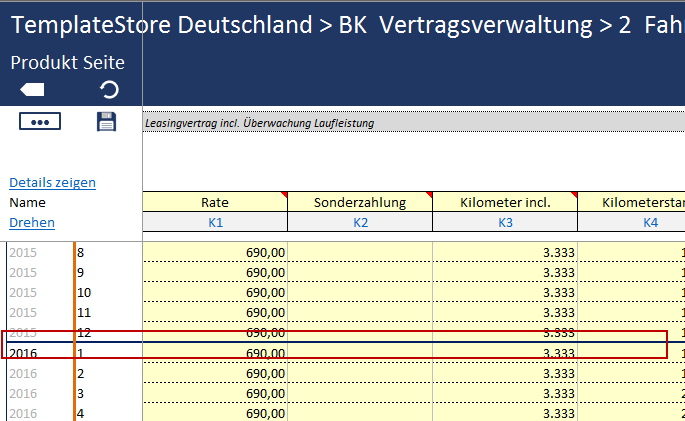 TemplateStore Deutschland > BK Vertragsverwaltung > 2 Fah
Produkt Seite
Leasingvertrag incl. Überwachung Laufleistung
Details zeigen
Name Rate Sonderzahlung Kilometer incl. Kilometerstan
Drehen K1 K2 K3 K4
2015 8 690,00 3.333 1
2015 9 690,00 3.333 1
2015 10 690,00 3.333 1
2015 11 690,00 3.333 1
2015 12 690,00 3.333 1
2016 1 690,00 3.333 1
2016 2 690,00 3.333 1
2016 3 690,00 3.333 2
2016 4 690,00 3.333 2